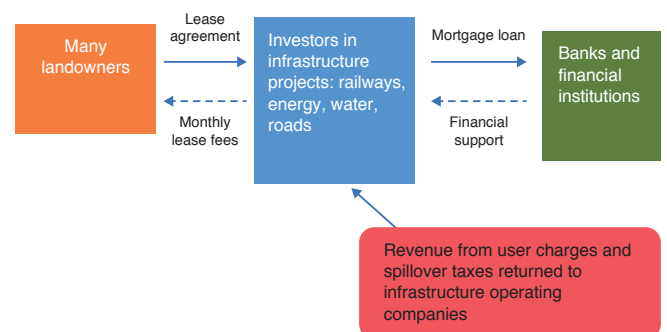 Many
landowners
Lease
agreement
Monthly
lease fees
Investors in
infrastructure
projects: railways,
energy, water,
roads
Mortgage loan
Financial
support
Banks and
financial
institutions
Revenue from user charges and
spillover taxes returned to
infrastructure operating
companies